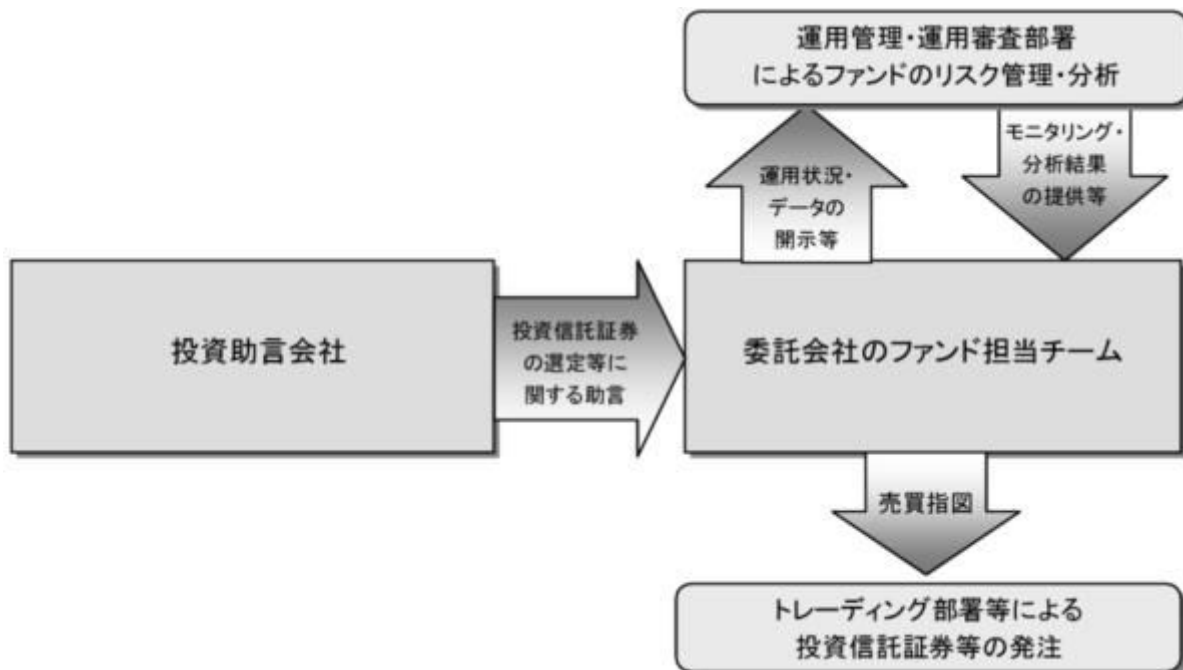 運用管理・運用審査部署
によるファンドのリスク管理・分析
運用状況・
データの
開示等
モニタリング・
分析結果
の提供等
投資助言会社
投資信託証券
の選定等に
関する助言
委託会社のファンド担当チーム
売買指図
トレーディング部署等による
投資信託証券等の発注